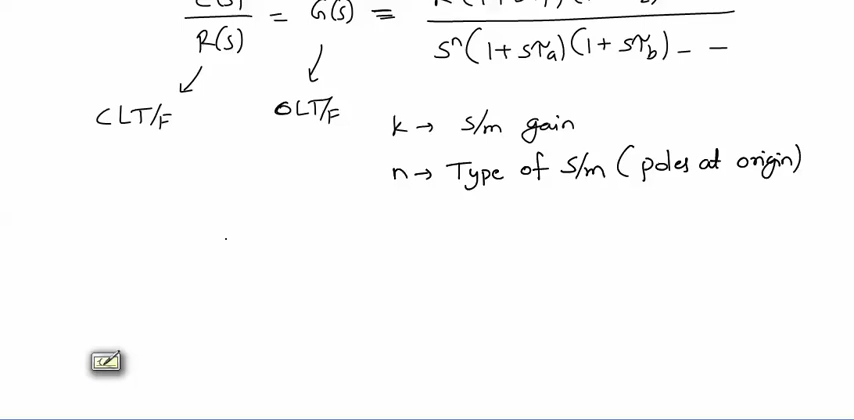 R(s) = G(s) = s^n(1+sτa)(1+sτb) - -
CLT/F OLT/F
k → s/m gain
n → Type of s/m (poles at origin)